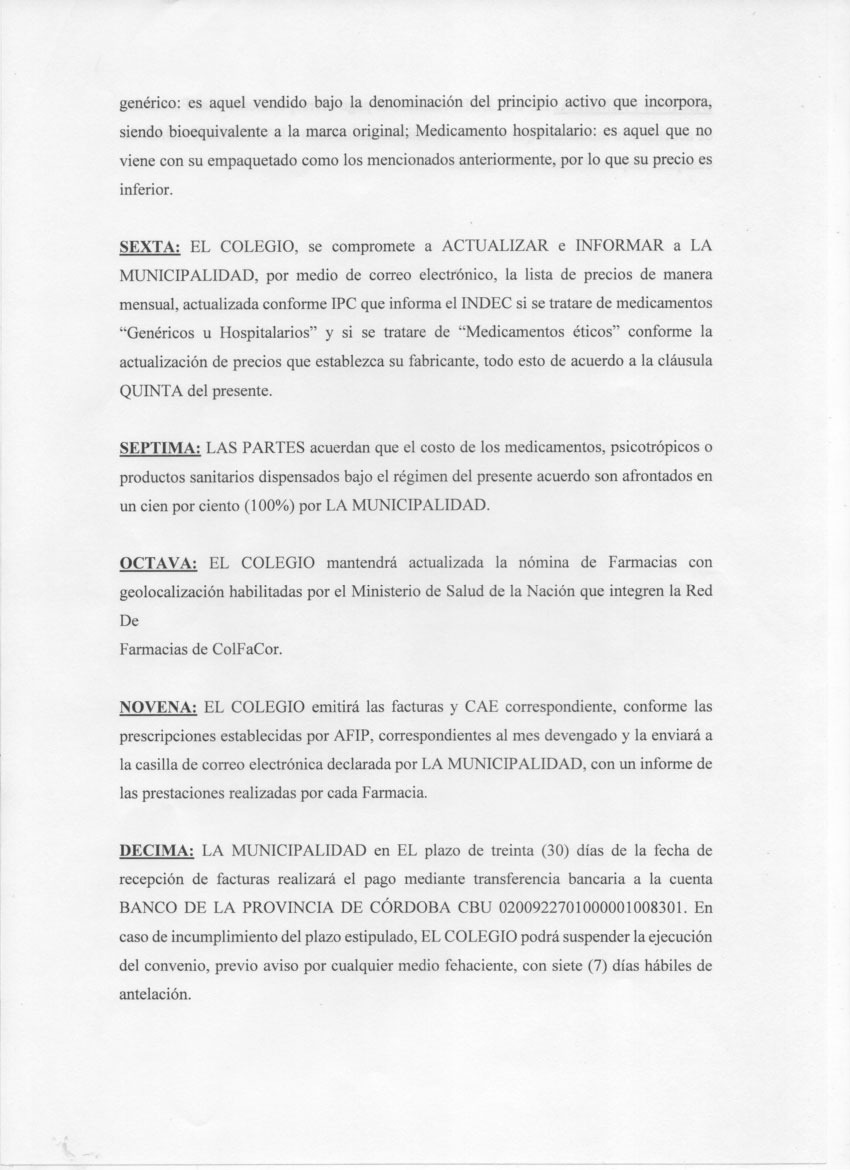 genérico: es aquel vendido bajo la denominación del principio activo que incorpora,
siendo bioequivalente a la marca original; Medicamento hospitalario: es aquel que no
viene con su empaquetado como los mencionados anteriormente, por lo que su precio es
inferior.
SEXTA: EL COLEGIO, se compromete a ACTUALIZAR e INFORMAR a LA
MUNICIPALIDAD, por medio de correo electrónico, la lista de precios de manera
mensual, actualizada conforme IPC que informa el INDEC si se tratare de medicamentos
“Genéricos u Hospitalarios” y si se tratare de “Medicamentos éticos” conforme la
actualización de precios que establezca su fabricante, todo esto de acuerdo a la cláusula
QUINTA del presente.
SEPTIMA: LAS PARTES acuerdan que el costo de los medicamentos, psicotrópicos o
productos sanitarios dispensados bajo el régimen del presente acuerdo son afrontados en
un cien por ciento (100%) por LA MUNICIPALIDAD.
OCTAVA: EL COLEGIO mantendrá actualizada la nómina de Farmacias con
geolocalización habilitadas por el Ministerio de Salud de la Nación que integren la Red
De
Farmacias de ColFaCor.
NOVENA: EL COLEGIO emitirá las facturas y CAE correspondiente, conforme las
prescripciones establecidas por AFIP, correspondientes al mes devengado y la enviará a
la casilla de correo electrónica declarada por LA MUNICIPALIDAD, con un informe de
las prestaciones realizadas por cada Farmacia.
DECIMA: LA MUNICIPALIDAD en EL plazo de treinta (30) días de la fecha de
recepción de facturas realizará el pago mediante transferencia bancaria a la cuenta
BANCO DE LA PROVINCIA DE CÓRDOBA CBU 0200922701000001008301. En
caso de incumplimiento del plazo estipulado, EL COLEGIO podrá suspender la ejecución
del convenio, previo aviso por cualquier medio fehaciente, con siete (7) días hábiles de
antelación.